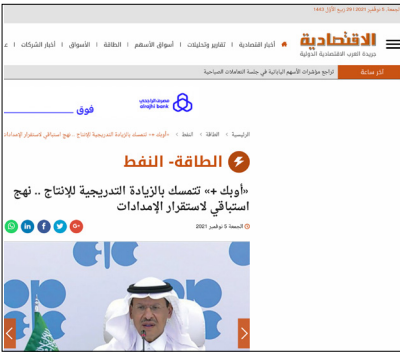 الجمعة, 5 نوفمبر 2021 | 29 ربيع الأول 1443
الاقتصادية
جريدة العرب الاقتصادية الدولية
أخبار اقتصادية | تقارير وتحليلات | أسواق الأسهم | الطاقة | الأسواق | أخبار الشركات | عـ
آخر ساعة
تراجع مؤشرات الأسهم اليابانية في جلسة التعاملات الصباحية
مصرف الراجحي
alrajhi bank
فوق
الرئيسية > الطاقة > النفط > «أوبك +» تتمسك بالزيادة التدريجية للإنتاج .. نهج استباقي لاستقرار الإمدادات
الطاقة- النفط
«أوبك +» تتمسك بالزيادة التدريجية للإنتاج .. نهج
استباقي لاستقرار الإمدادات
الجمعة 5 نوفمبر 2021